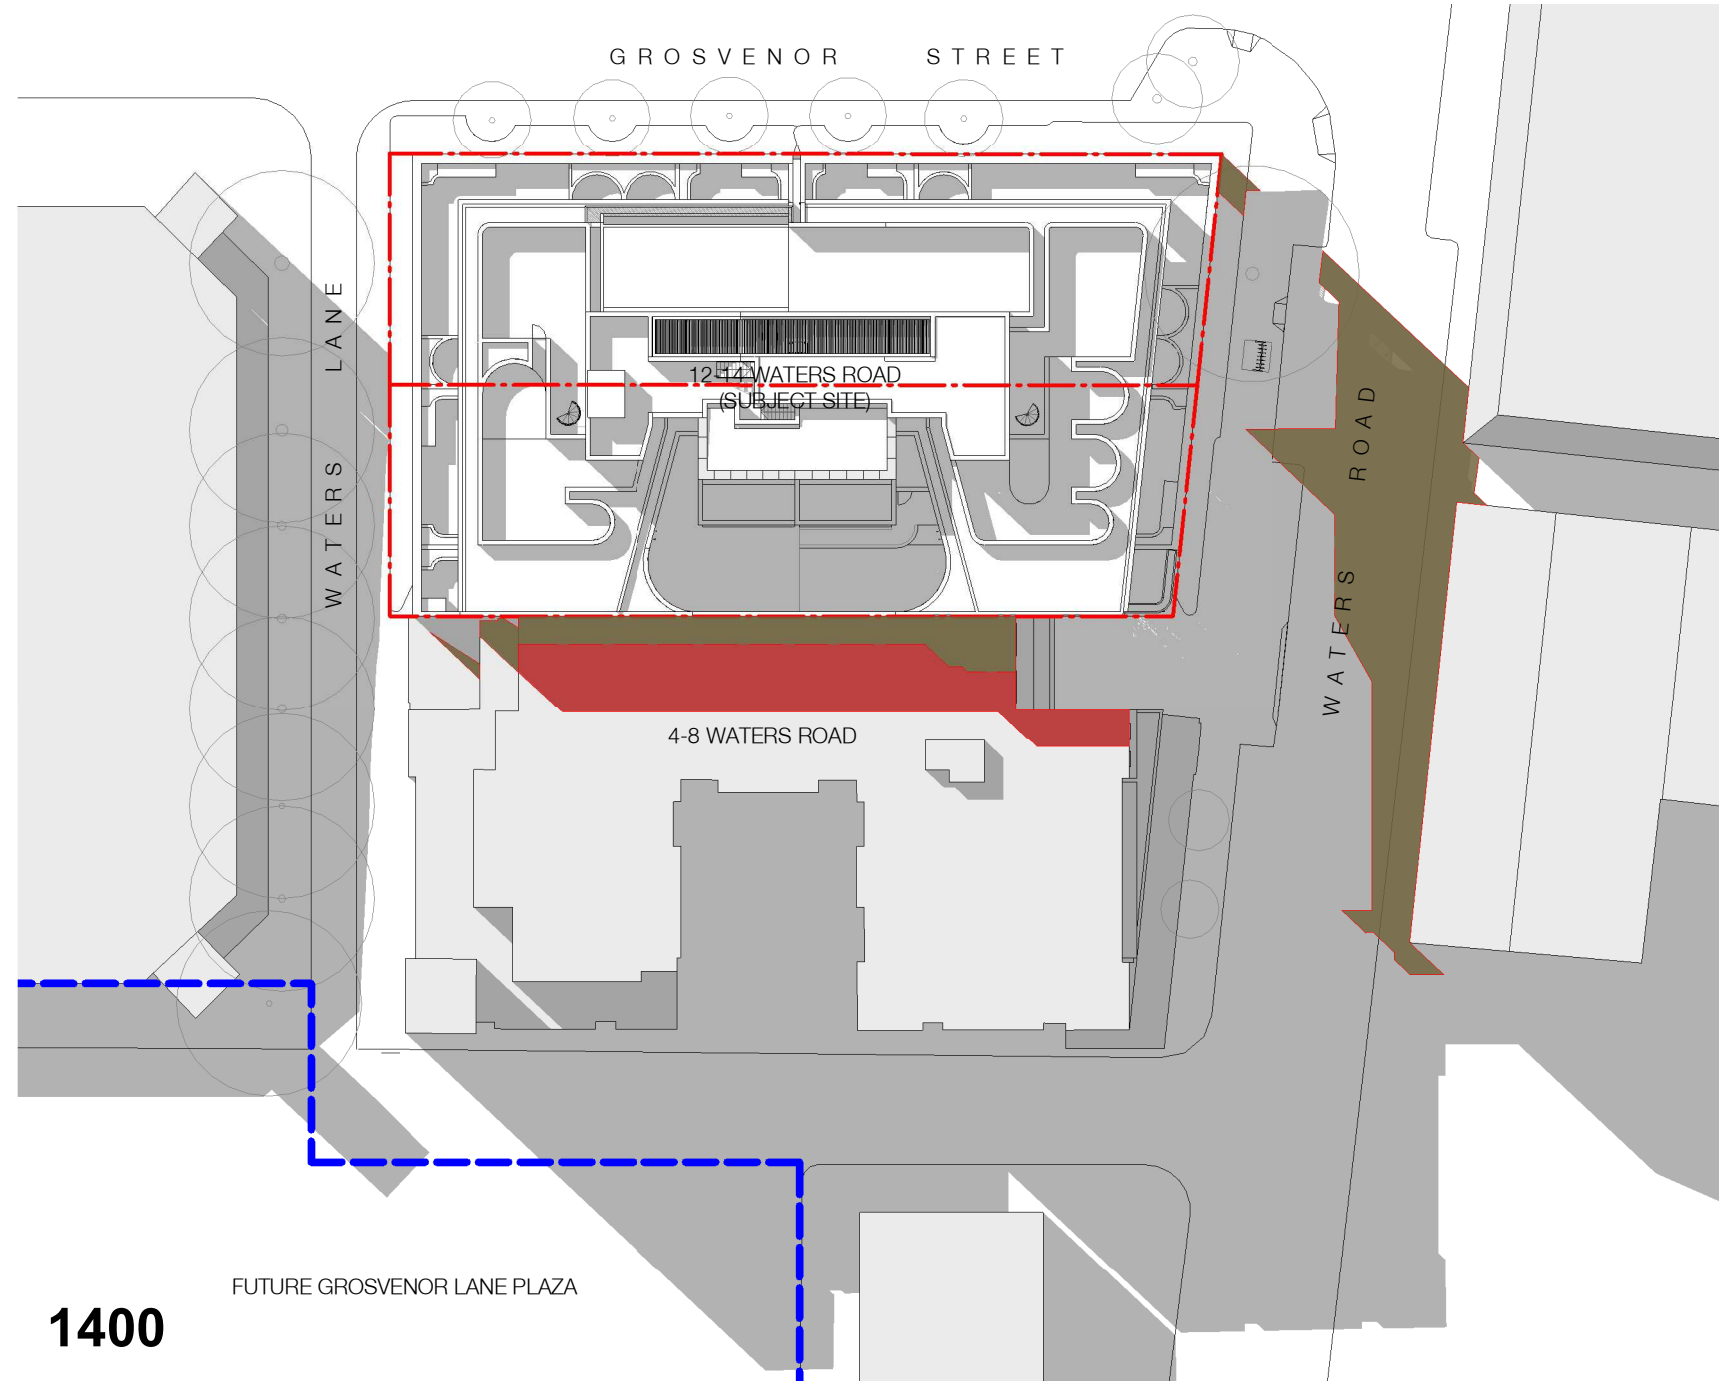 GROSVENOR STREET
WATERS LANE
12-14 WATERS ROAD
(SUBJECT SITE)
WATERS ROAD
4-8 WATERS ROAD
FUTURE GROSVENOR LANE PLAZA
1400